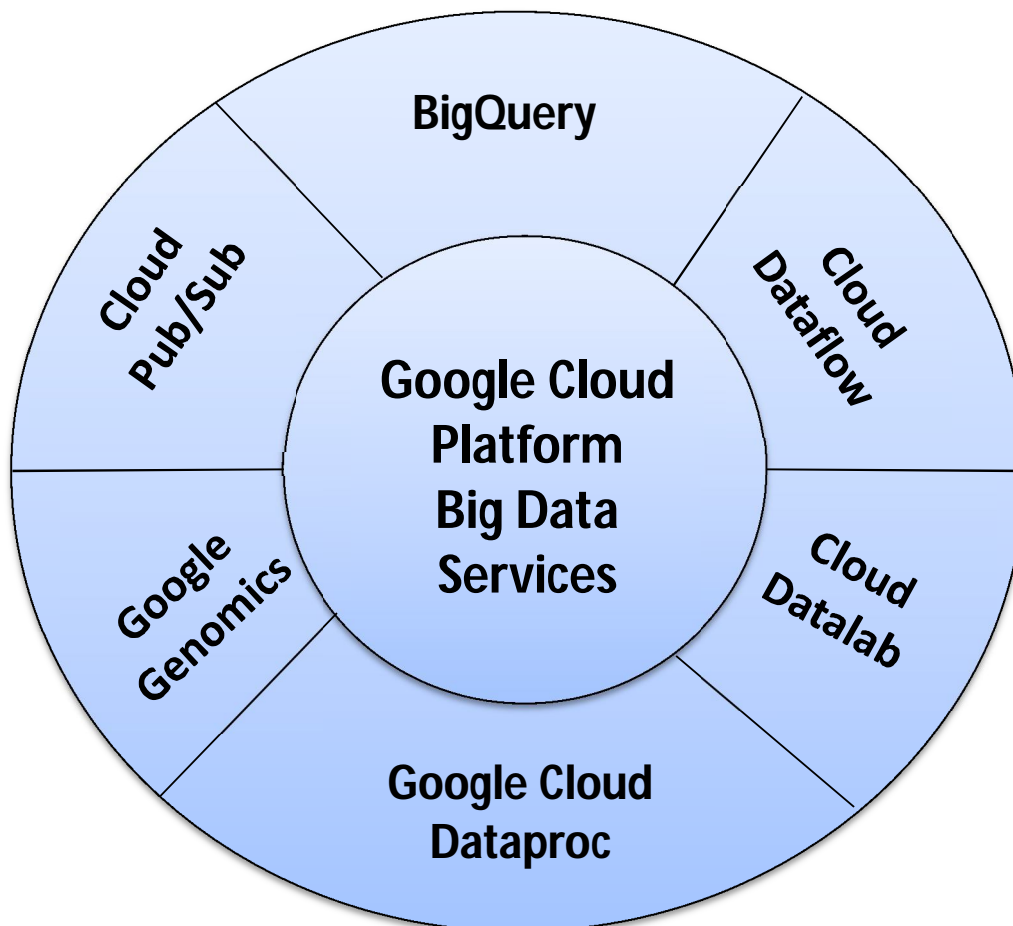 BigQuery
Cloud
Dataflow
Cloud
Datalab
Google Cloud
Dataproc
Google
Genomics
Cloud
Pub/Sub
Google Cloud
Platform
Big Data
Services